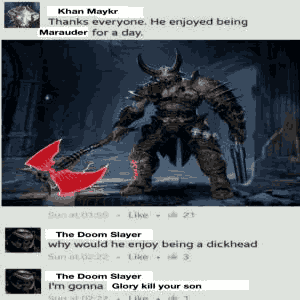 Khan Maykr
Thanks everyone. He enjoyed being
Marauder for a day.
Sun at 01:59 • Like • 21
The Doom Slayer
why would he enjoy being a dickhead
Sun at 02:22 • Like • 3
The Doom Slayer
I'm gonna Glory kill your son
Sun at 02:22 • Like • 1